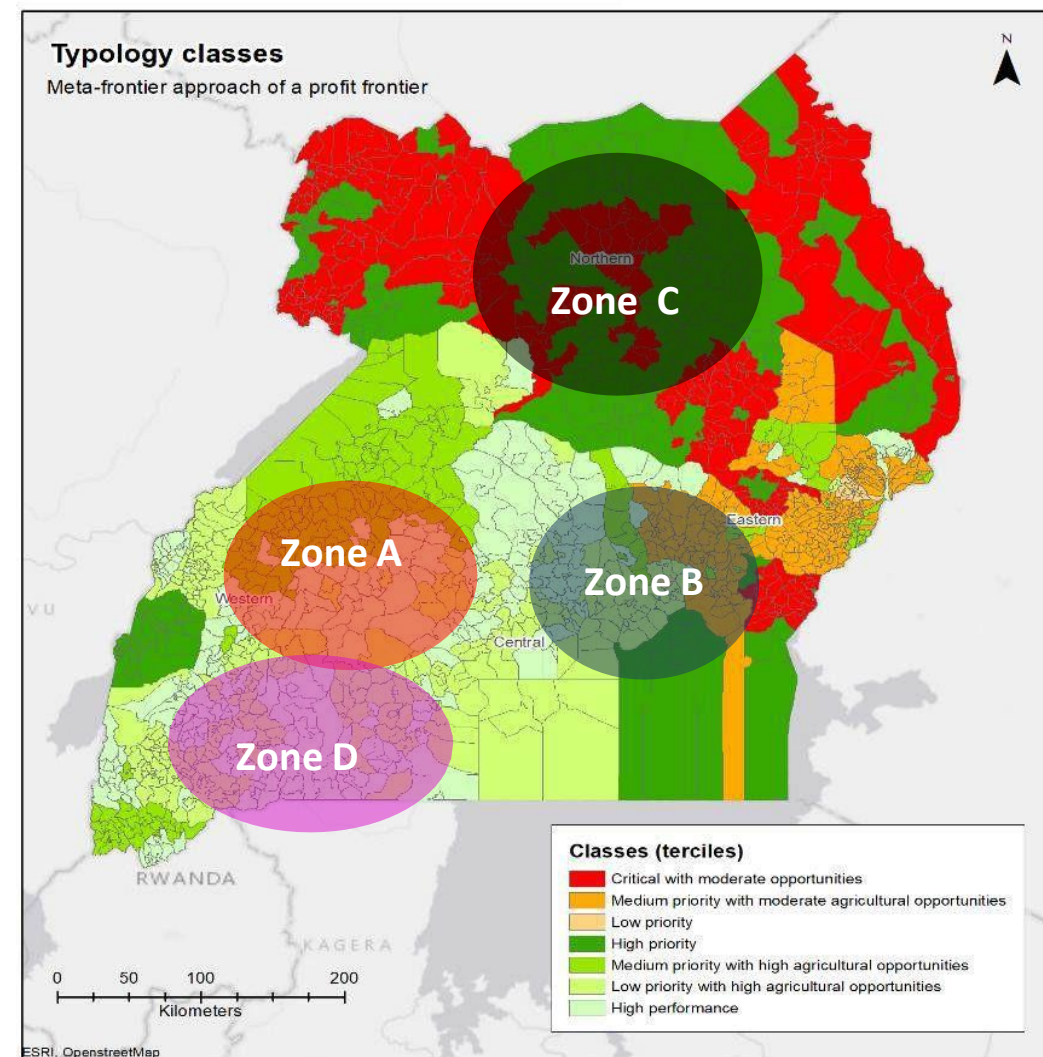 Typology classes
Meta-frontier approach of a profit frontier
N
Northern
Zone C
Eastern
Zone A
Zone B
Western
VU
Central
Zone D
Classes (terciles)
Critical with moderate opportunities
Medium priority with moderate agricultural opportunities
Low priority
High priority
Medium priority with high agricultural opportunities
Low priority with high agricultural opportunities
High performance
RWANDA
KAGERA
0 50 100 200
Kilometers
ESRI, OpenstreetMap